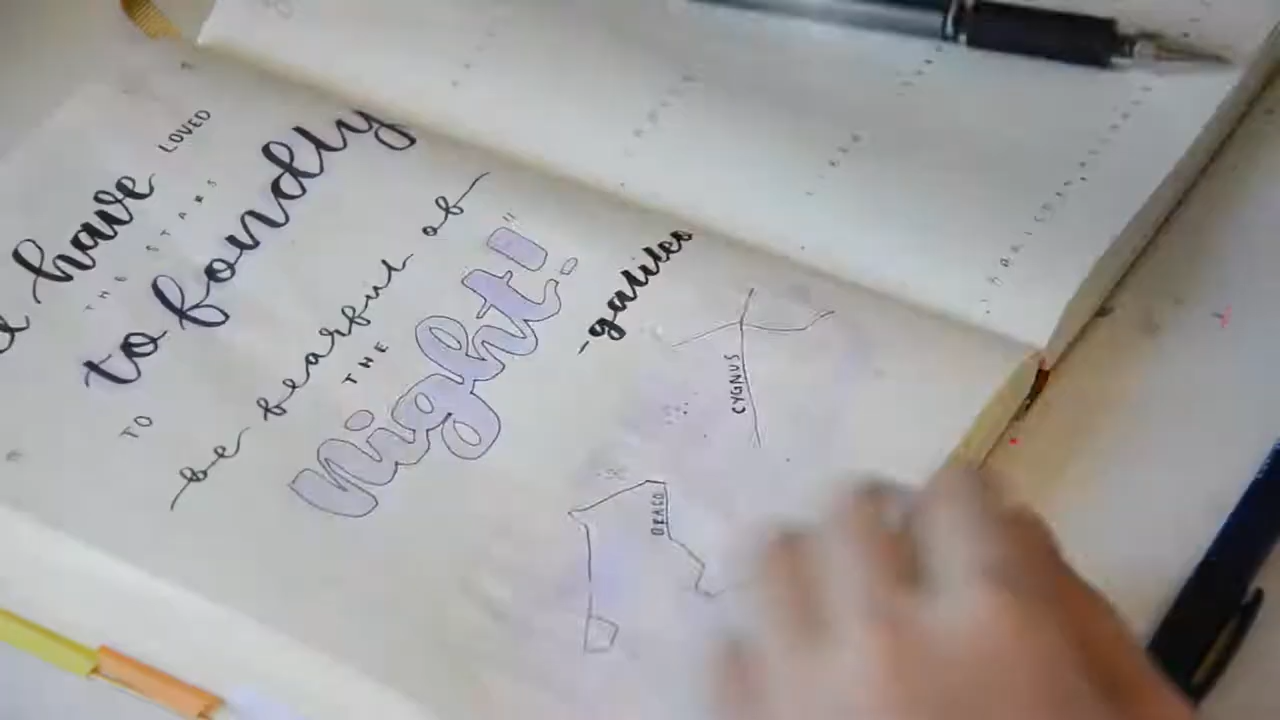 have LOVED
THE STARS
to fondly
TO
be fearful of
THE
night!"
-galileo
CYGNUS
DRACO